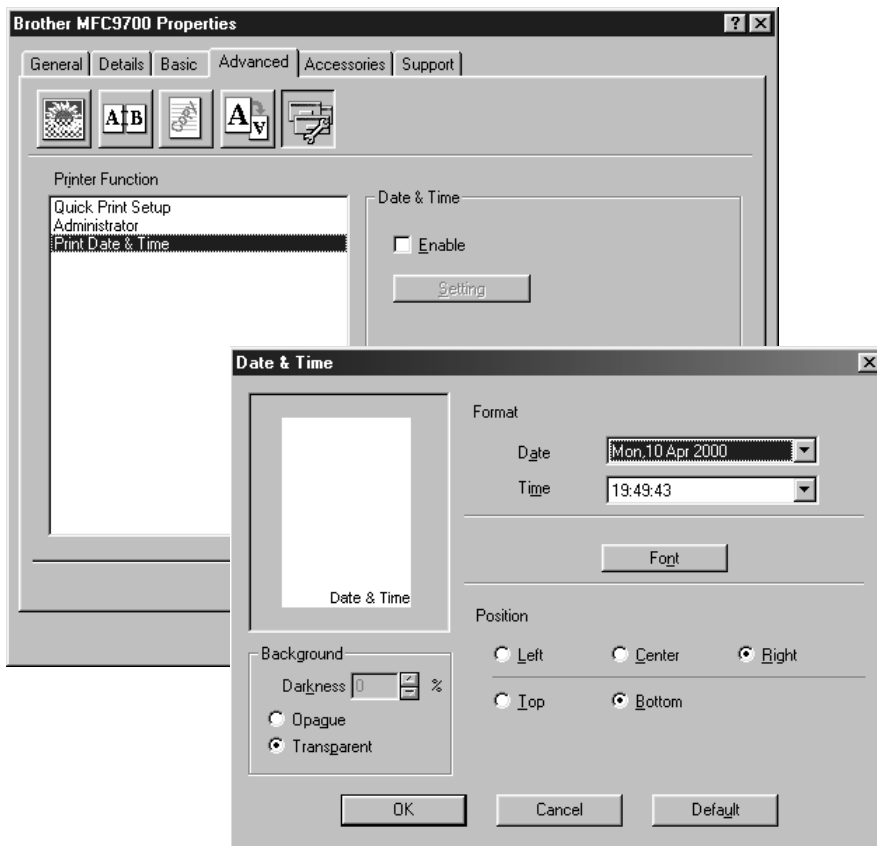 Brother MFC9700 Properties
General Details Basic Advanced Accessories Support
A B
Copy
A A
Printer Function
Quick Print Setup
Administrator
Print Date & Time
Date & Time
Enable
Setting
Date & Time
Date & Time
Format
Date Mon,10 Apr 2000
Time 19:49:43
Font
Position
Left Center Right
Top Bottom
Background
Darkness 0 %
Opague
Transparent
OK Cancel Default